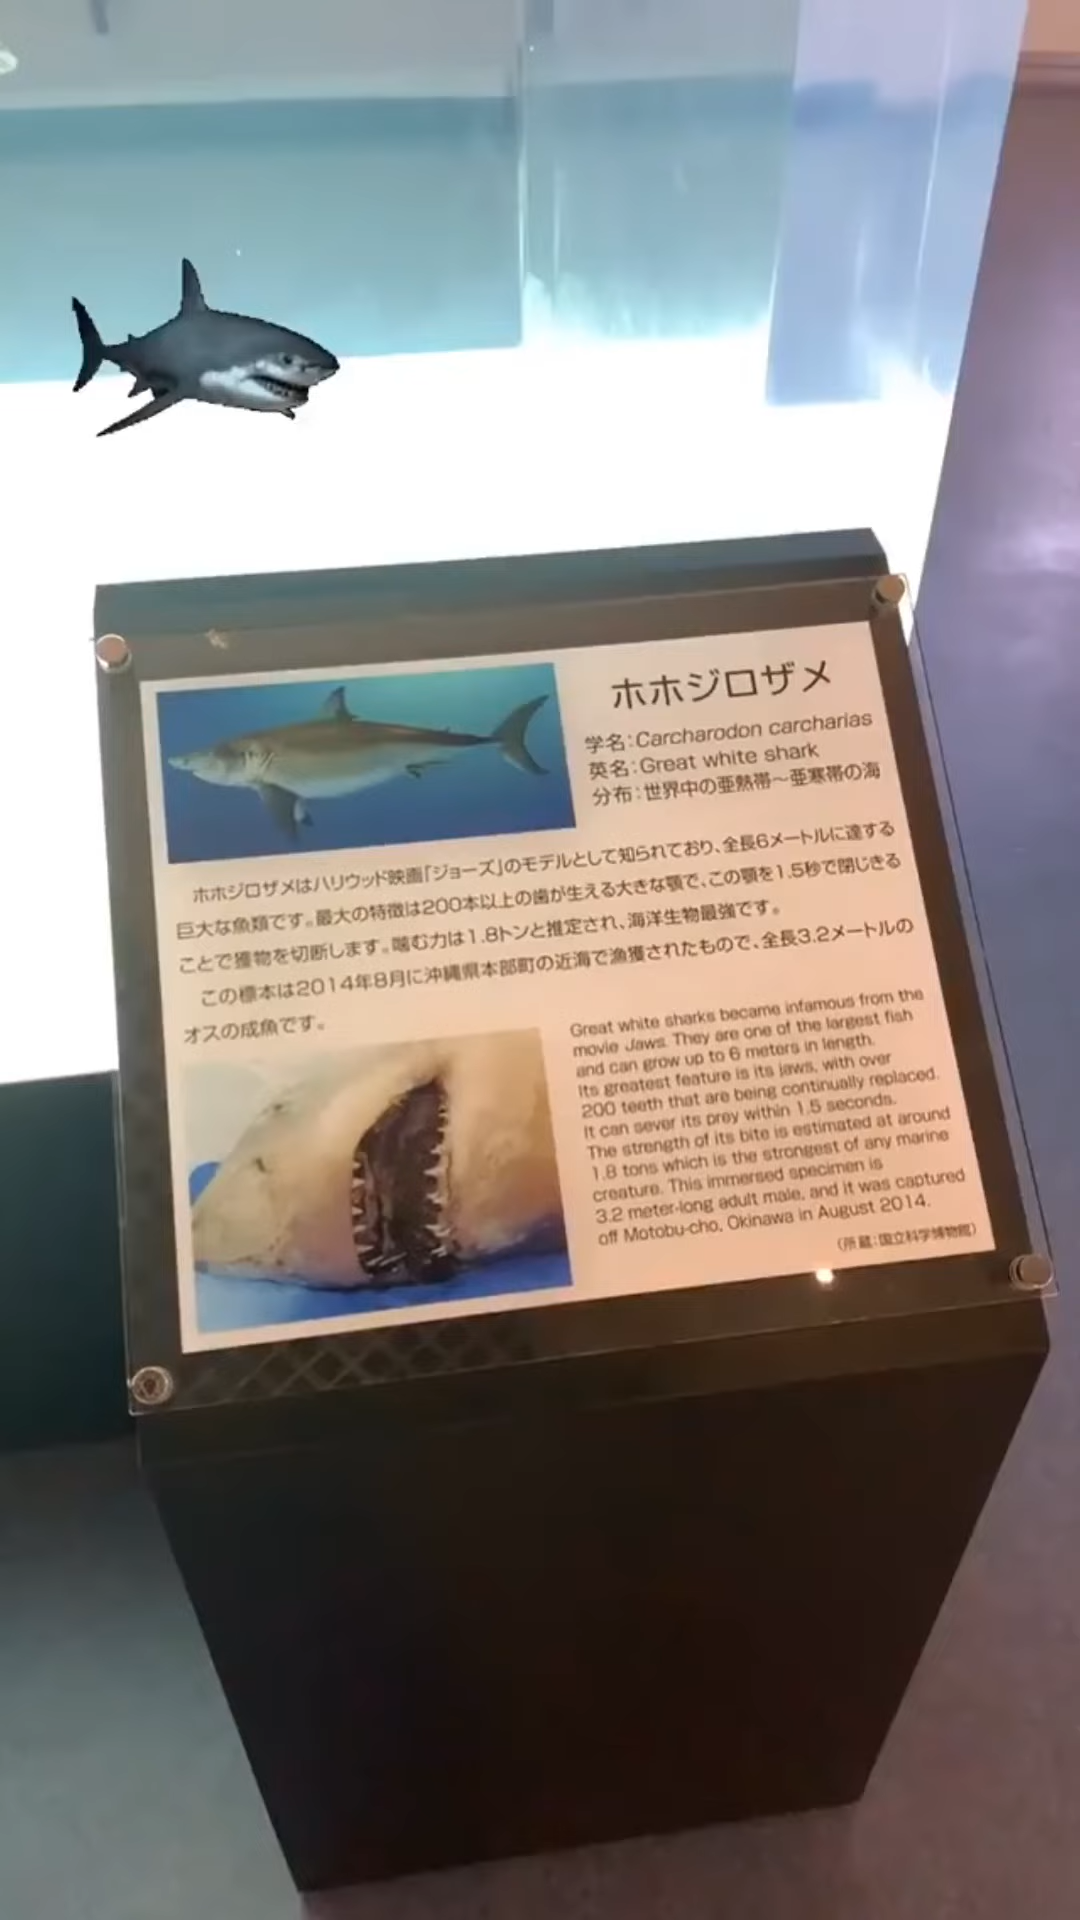 ホホジロザメ
学名:Carcharodon carcharias
英名:Great white shark
分布:世界中の亜熱帯〜亜寒帯の海
ホホジロザメはハリウッド映画「ジョーズ」のモデルとして知られており、全長6メートルに達する
巨大な魚類です。最大の特徴は200本以上の歯が生える大きな顎で、この顎を1.5秒で閉じきる
ことで獲物を切断します。噛む力は1.8トンと推定され、海洋生物最強です。
この標本は2014年8月に沖縄県本部町の近海で漁獲されたもので、全長3.2メートルの
オスの成魚です。
Great white sharks became infamous from the
movie Jaws. They are one of the largest fish
and can grow up to 6 meters in length.
Its greatest feature is its jaws, with over
200 teeth that are being continually replaced.
It can sever its prey within 1.5 seconds.
The strength of its bite is estimated at around
1.8 tons which is the strongest of any marine
creature. This immersed specimen is
3.2 meter-long adult male, and it was captured
off Motobu-cho, Okinawa in August 2014.
(所蔵:国立科学博物館)